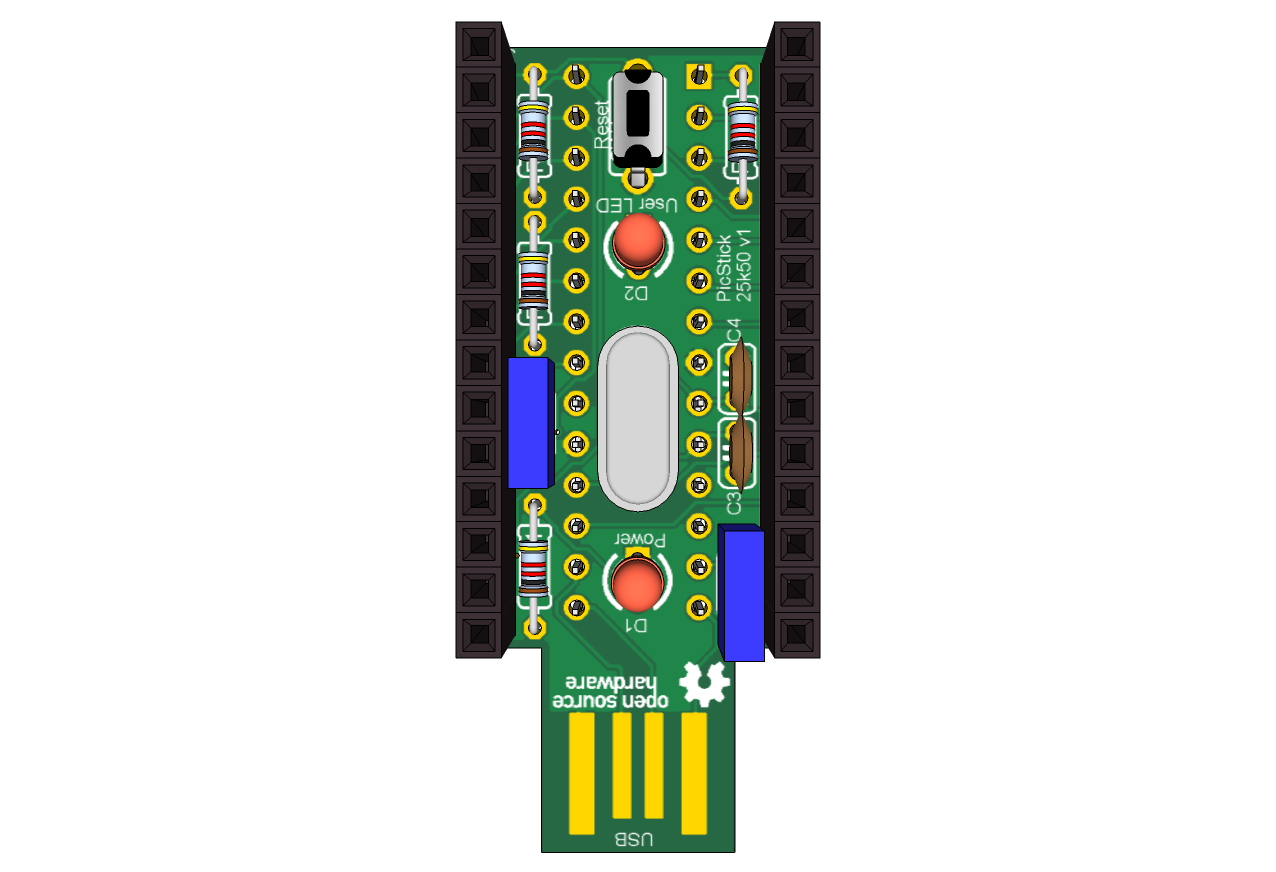 Reset
User LED
D2
PicStick
25k50 v1
C4
C3
Power
D1
open source
hardware
USB